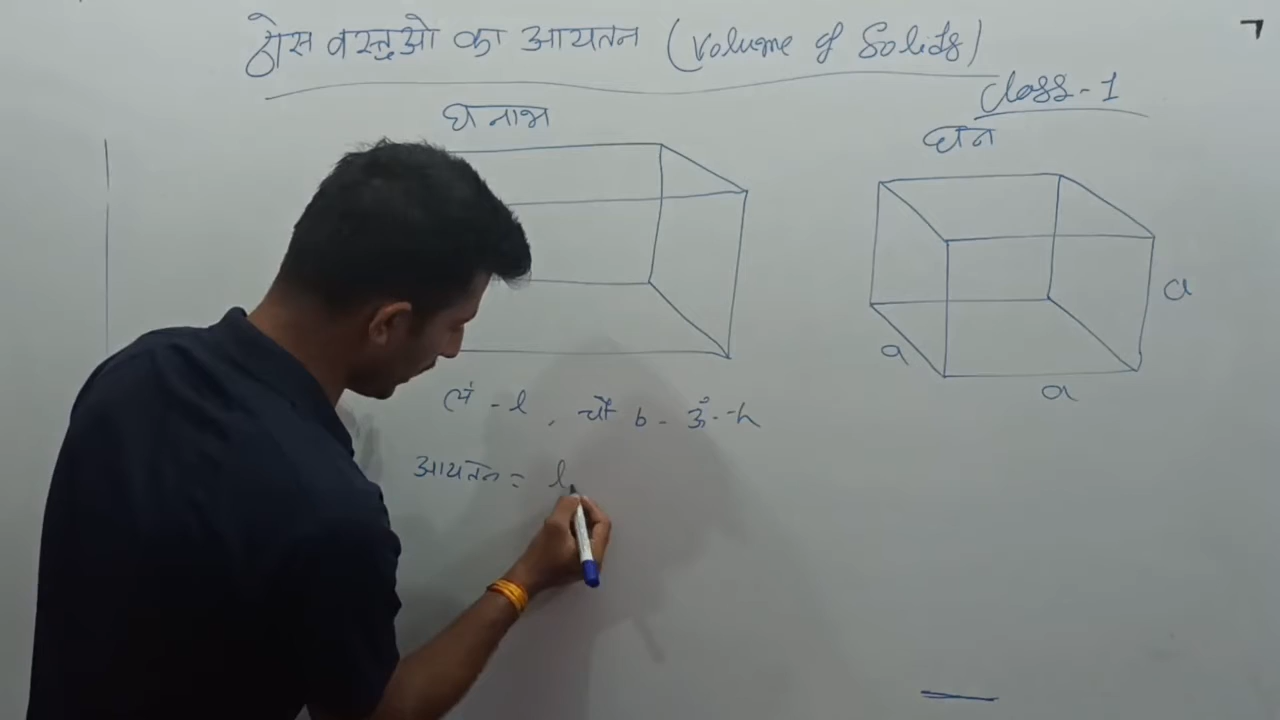 ठोस वस्तुओ का आयतन (Volume of Solids)
Class-1
घनाभ
घन
a
a
a
लं - l, चौ b - ऊँ. - h
आयतन = l